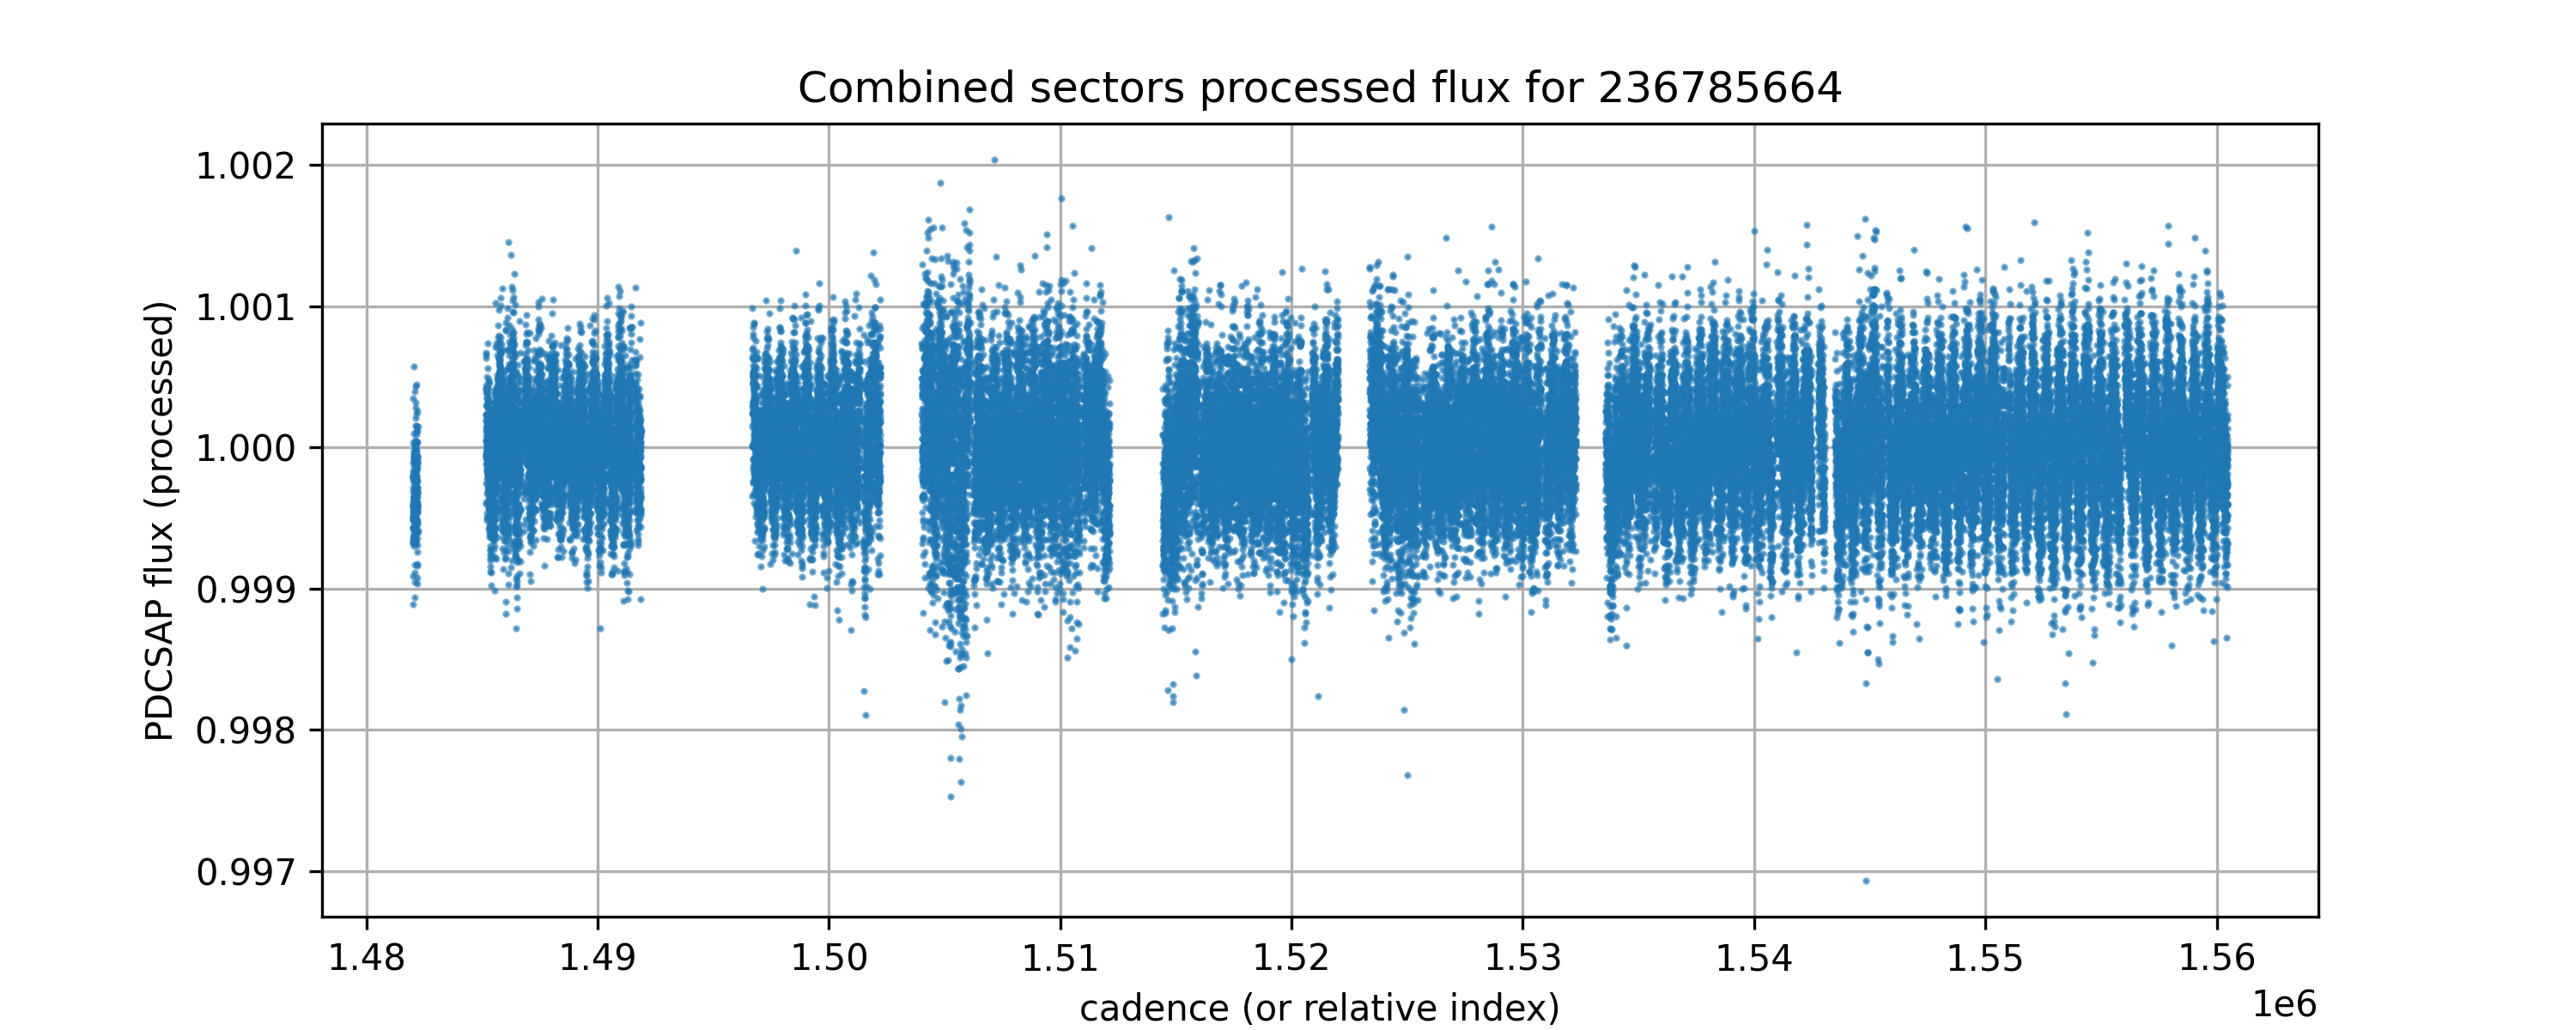 Combined sectors processed flux for 236785664
PDCSAP flux (processed)
1.002
1.001
1.000
0.999
0.998
0.997
1.48 1.49 1.50 1.51 1.52 1.53 1.54 1.55 1.56
1e6
cadence (or relative index)